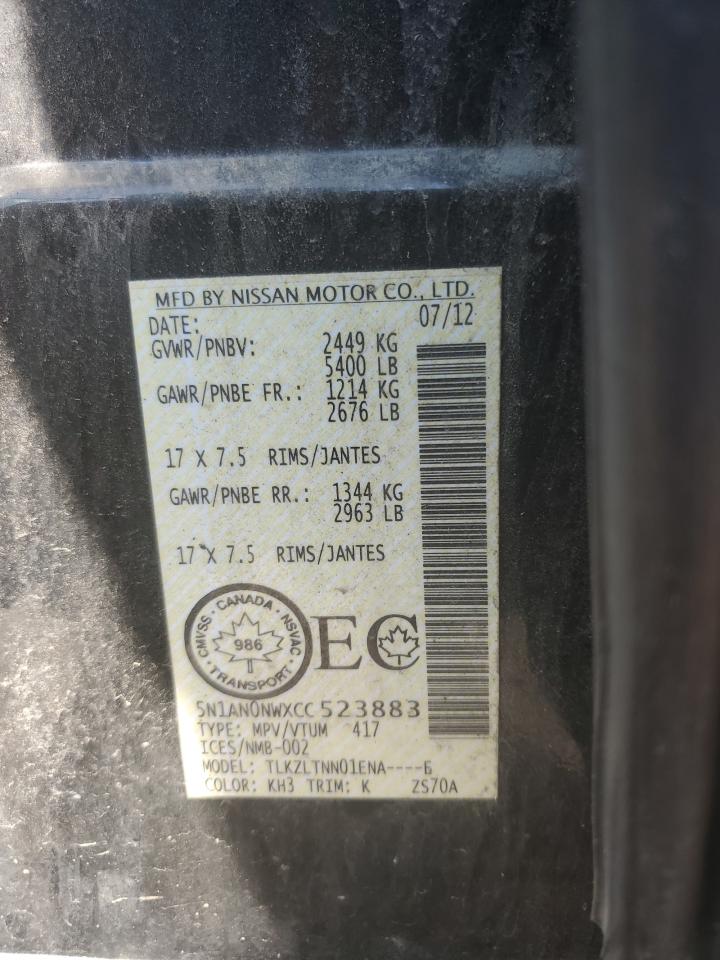 MFD BY NISSAN MOTOR CO., LTD.
DATE: 07/12
GVWR/PNBV: 2449 KG
5400 LB
GAWR/PNBE FR.: 1214 KG
2676 LB
17 X 7.5 RIMS/JANTES
GAWR/PNBE RR.: 1344 KG
2963 LB
17 X 7.5 RIMS/JANTES
CMVSS · CANADA · NSVAC · TRANSPORT ·
986
EC
5N1AN0NWXCC523883
TYPE: MPV/VTUM 417
ICES/NMB-002
MODEL: TLKZLTNN01ENA----6
COLOR: KH3 TRIM: K ZS70A